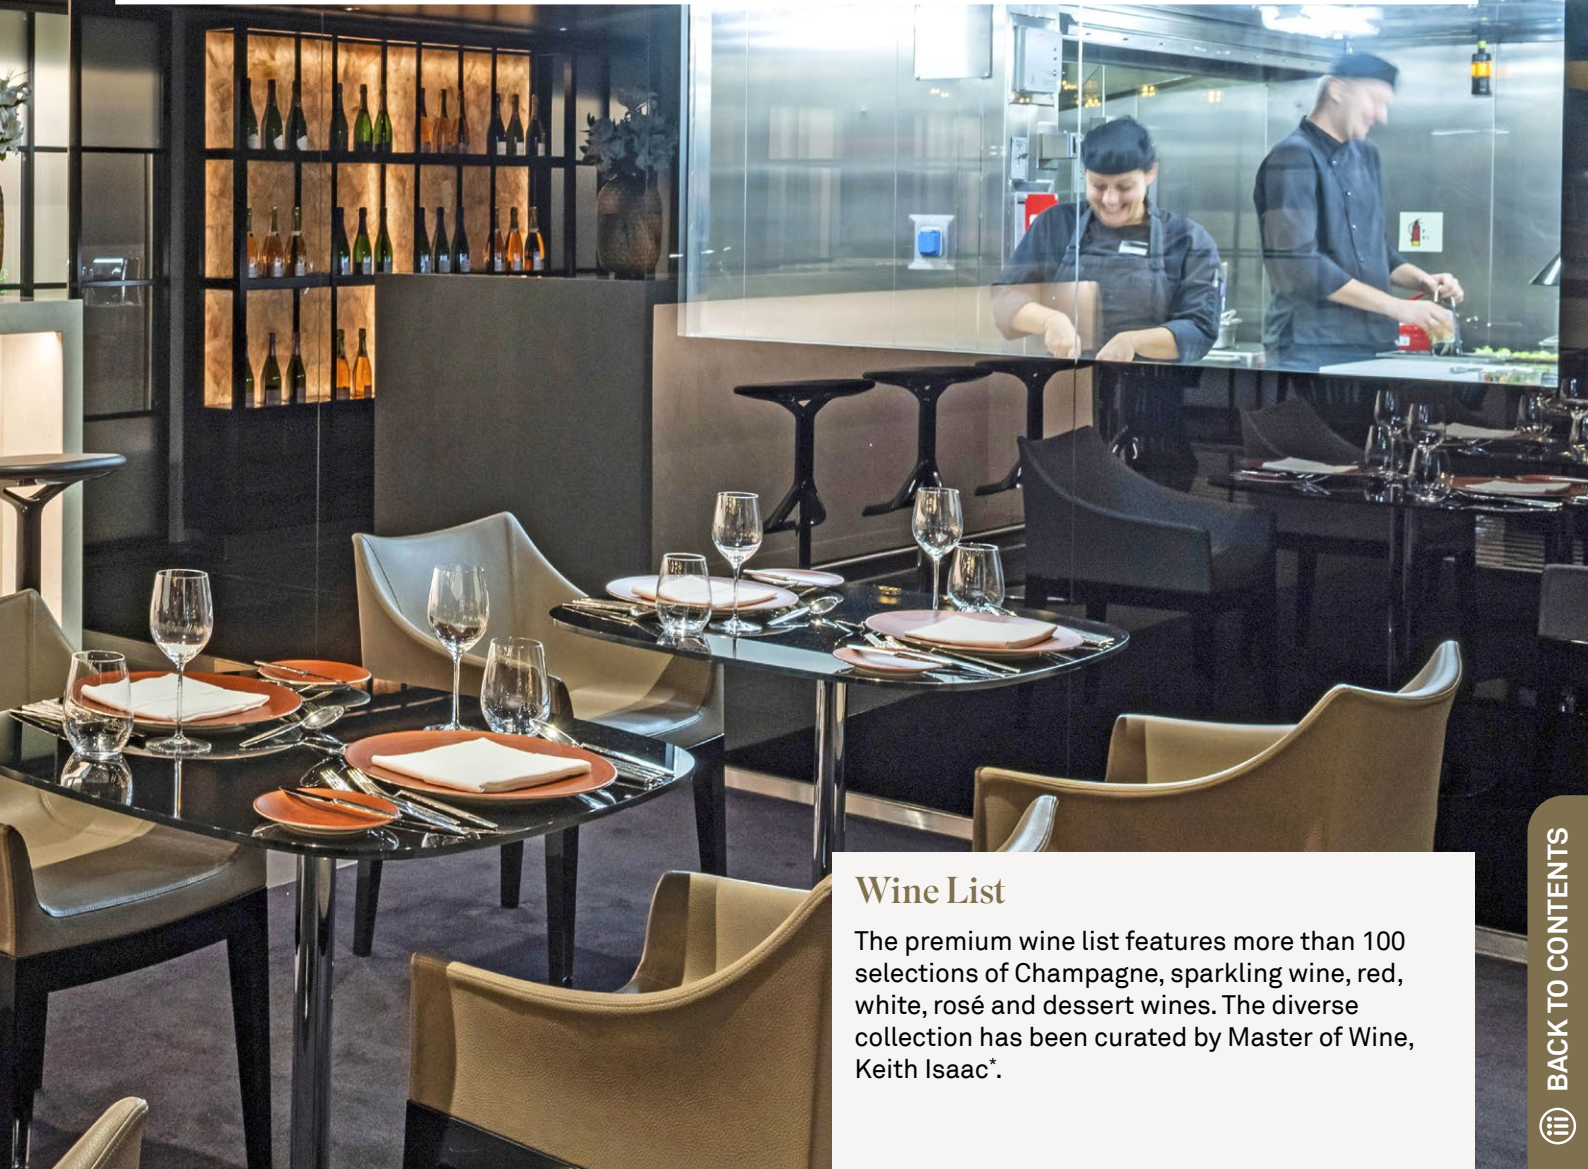 Wine List
The premium wine list features more than 100
selections of Champagne, sparkling wine, red,
white, rosé and dessert wines. The diverse
collection has been curated by Master of Wine,
Keith Isaac*.
BACK TO CONTENTS